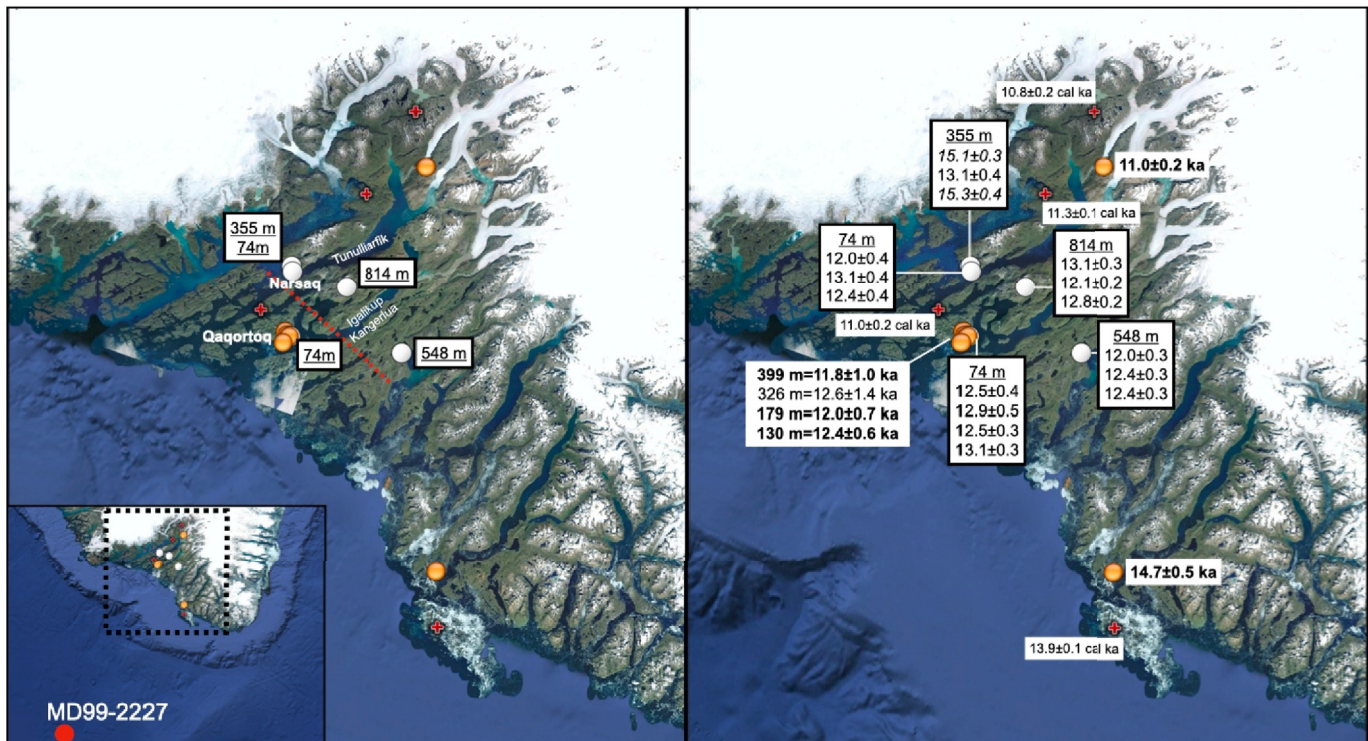 355 m
74m
Narsaq
Tunulliarfik
814 m
Igalikup
Kangerlua
Qaqortoq
74m
548 m
MD99-2227
10.8±0.2 cal ka
355 m
15.1±0.3
13.1±0.4
15.3±0.4
11.0±0.2 ka
11.3±0.1 cal ka
74 m
12.0±0.4
13.1±0.4
12.4±0.4
814 m
13.1±0.3
12.1±0.2
12.8±0.2
11.0±0.2 cal ka
548 m
12.0±0.3
12.4±0.3
12.4±0.3
399 m=11.8±1.0 ka
326 m=12.6±1.4 ka
179 m=12.0±0.7 ka
130 m=12.4±0.6 ka
74 m
12.5±0.4
12.9±0.5
12.5±0.3
13.1±0.3
14.7±0.5 ka
13.9±0.1 cal ka